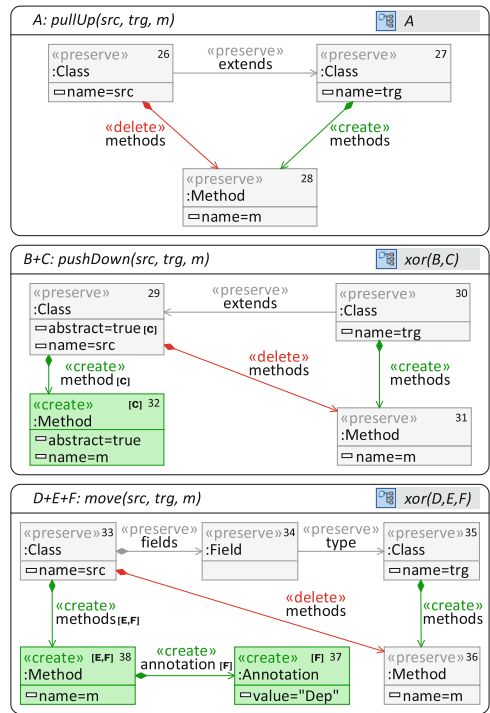 A: pullUp(src, trg, m) A
«preserve» 26
:Class
name=src
«preserve»
extends
«preserve» 27
:Class
name=trg
«delete»
methods
«create»
methods
«preserve» 28
:Method
name=m
B+C: pushDown(src, trg, m) xor(B,C)
«preserve» 29
:Class
abstract=true [C]
name=src
«preserve»
extends
«preserve» 30
:Class
name=trg
«create»
method [C]
«delete»
methods
«create»
methods
«create» [C] 32
:Method
abstract=true
name=m
«preserve» 31
:Method
name=m
D+E+F: move(src, trg, m) xor(D,E,F)
«preserve» 33
:Class
name=src
«preserve»
fields
«preserve» 34
:Field
«preserve»
type
«preserve» 35
:Class
name=trg
«create»
methods [E,F]
«delete»
methods
«create»
methods
«create» [E,F] 38
:Method
name=m
«create»
annotation [F]
«create» [F] 37
:Annotation
value="Dep"
«preserve» 36
:Method
name=m